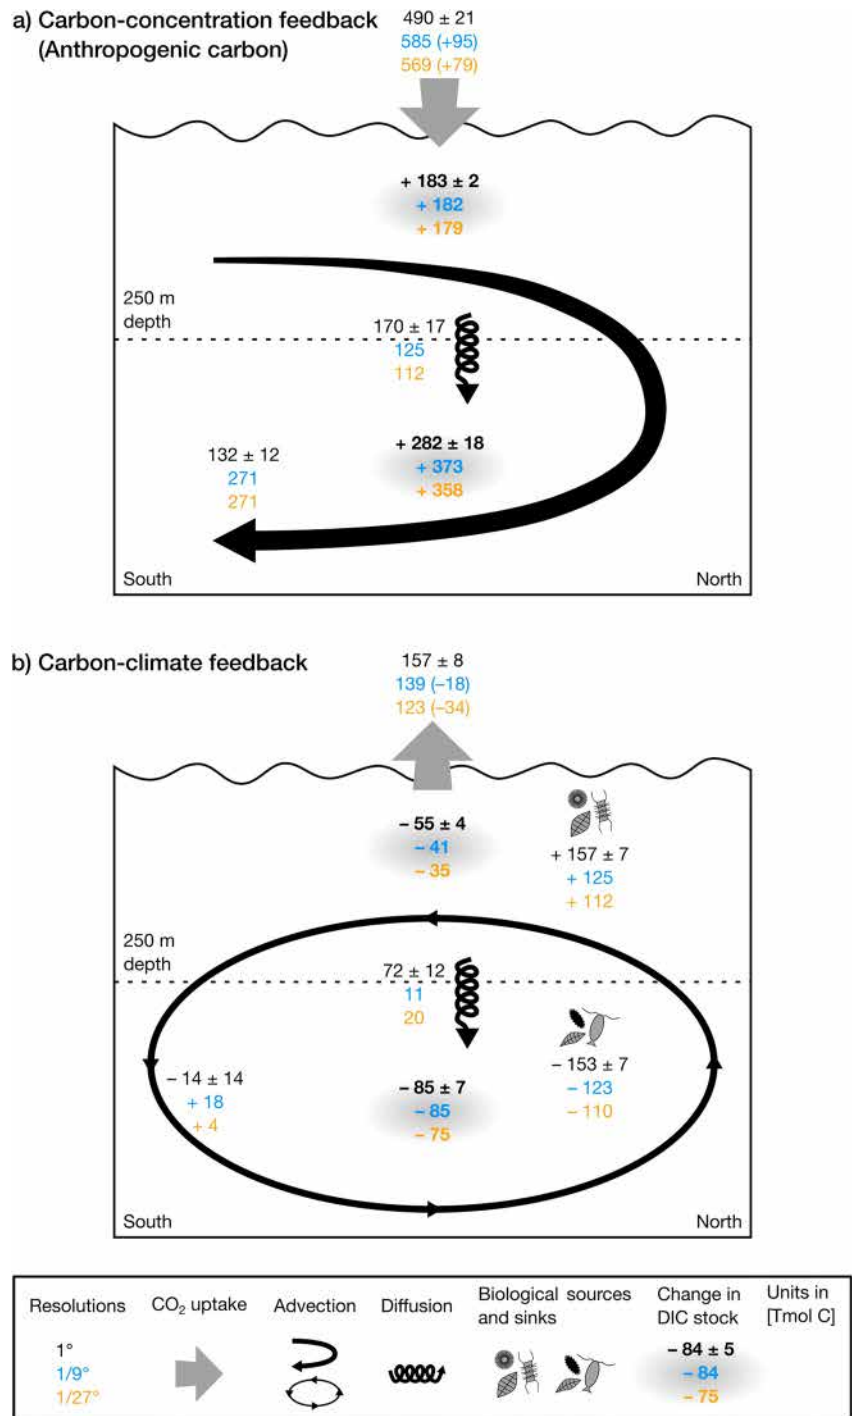 a) Carbon-concentration feedback
(Anthropogenic carbon)
490 ± 21
585 (+95)
569 (+79)
+ 183 ± 2
+ 182
+ 179
250 m
depth
170 ± 17
125
112
+ 282 ± 18
+ 373
+ 358
132 ± 12
271
271
South
North
b) Carbon-climate feedback
157 ± 8
139 (–18)
123 (–34)
– 55 ± 4
– 41
– 35
+ 157 ± 7
+ 125
+ 112
250 m
depth
72 ± 12
11
20
– 14 ± 14
+ 18
+ 4
– 85 ± 7
– 85
– 75
– 153 ± 7
– 123
– 110
South
North
Resolutions
1°
1/9°
1/27°
CO₂ uptake
Advection
Diffusion
Biological sources
and sinks
Change in
DIC stock
– 84 ± 5
– 84
– 75
Units in
[Tmol C]